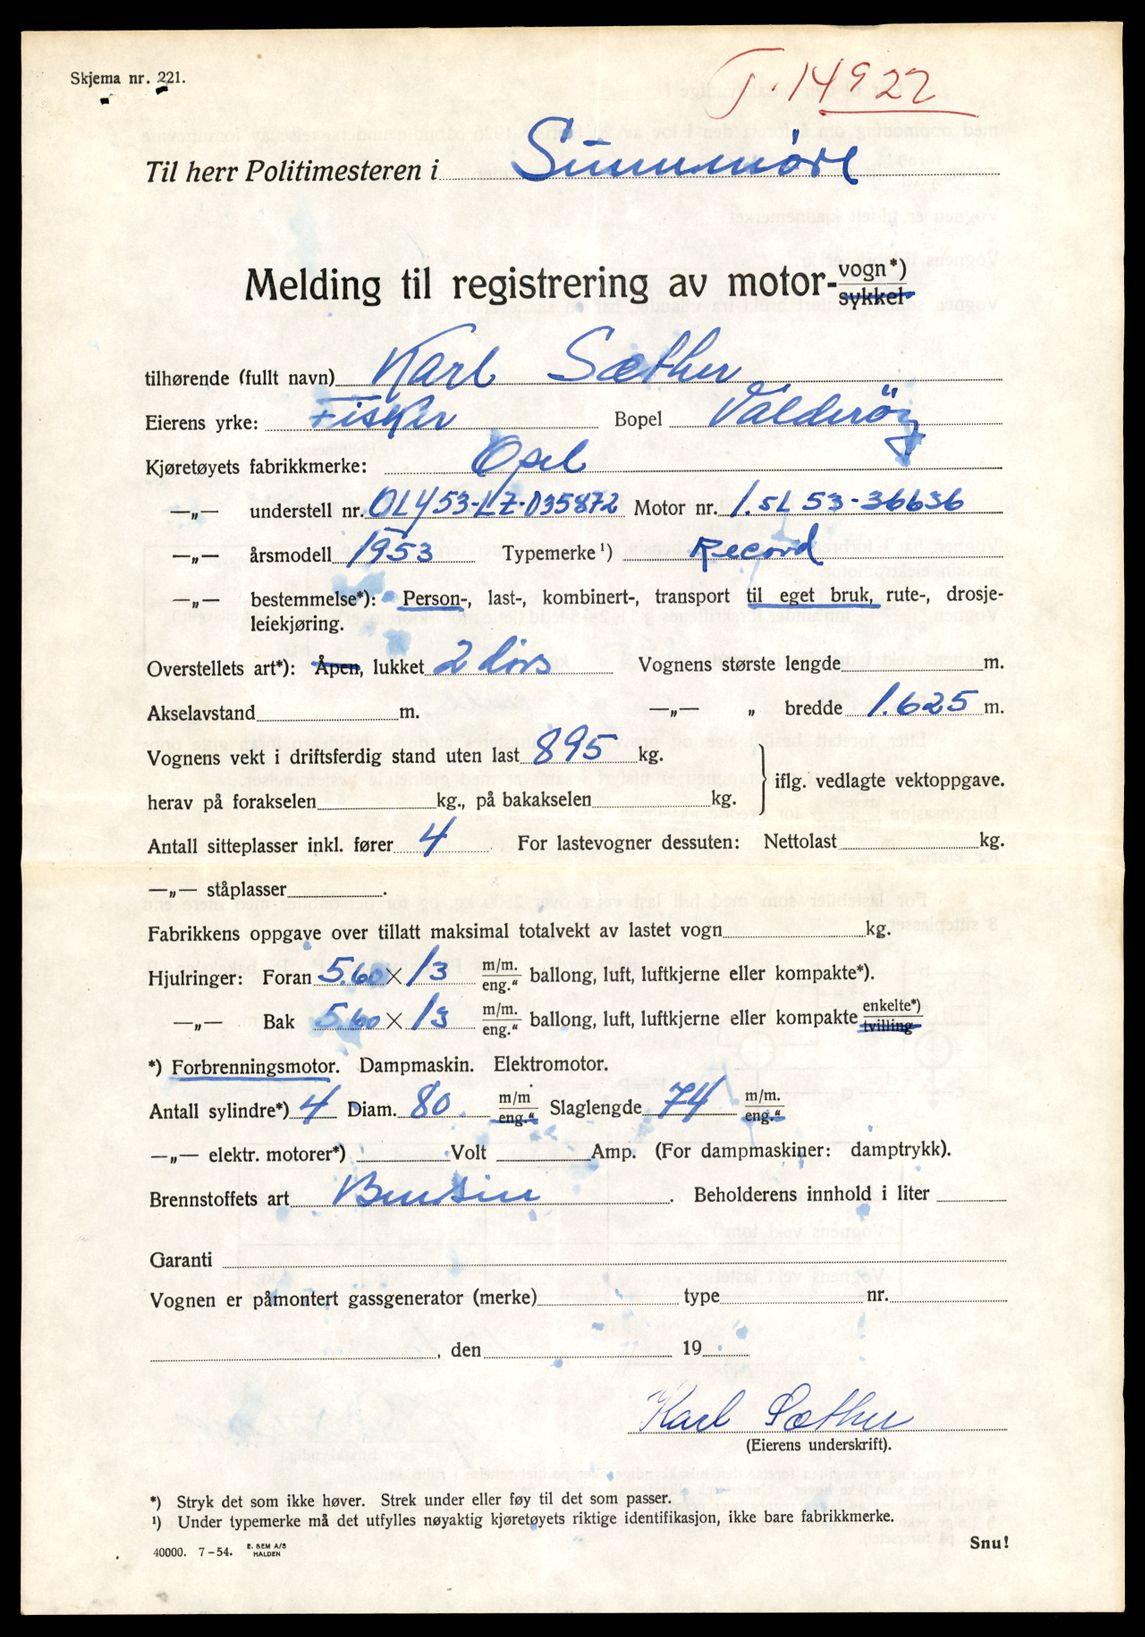 Skjema nr. 221.
T. 14922
Til herr Politimesteren i Sunnmøre
Melding til registrering av motor-vogn*)
sykkel
tilhørende (fullt navn) Karl Sæther
Eierens yrke: Fisker Bopel Valderöy
Kjøretøyets fabrikkmerke: Opel
—„— understell nr. OLY53-LZ-035872 Motor nr. 1.5L 53-36636
—„— årsmodell 1953 Typemerke ¹) Record
—„— bestemmelse*): Person-, last-, kombinert-, transport til eget bruk, rute-, drosje-
leiekjøring.
Overstellets art*): Åpen, lukket 2 dörs Vognens største lengde m.
Akselavstand m. —„— „ bredde 1.625 m.
Vognens vekt i driftsferdig stand uten last 895 kg.
iflg. vedlagte vektoppgave.
herav på forakselen kg., på bakakselen kg.
Antall sitteplasser inkl. fører 4 For lastevogner dessuten: Nettolast kg.
—„— ståplasser .
Fabrikkens oppgave over tillatt maksimal totalvekt av lastet vogn kg.
Hjulringer: Foran 5.60 × 13 m/m. eng." ballong, luft, luftkjerne eller kompakte*).
—„— Bak 5.60 × 13 m/m. eng." ballong, luft, luftkjerne eller kompakte enkelte*) tvilling
*) Forbrenningsmotor. Dampmaskin. Elektromotor.
Antall sylindre*) 4 Diam. 80 m/m eng." Slaglengde 74 m/m. eng."
—„— elektr. motorer*) Volt Amp. (For dampmaskiner: damptrykk).
Brennstoffets art Bensin . Beholderens innhold i liter
Garanti
Vognen er påmontert gassgenerator (merke) type nr.
, den 19
Karl Sæther
(Eierens underskrift).
*) Stryk det som ikke høver. Strek under eller føy til det som passer.
¹) Under typemerke må det utfylles nøyaktig kjøretøyets riktige identifikasjon, ikke bare fabrikkmerke.
40000. 7-54. E. SEM A/S HALDEN
Snu!